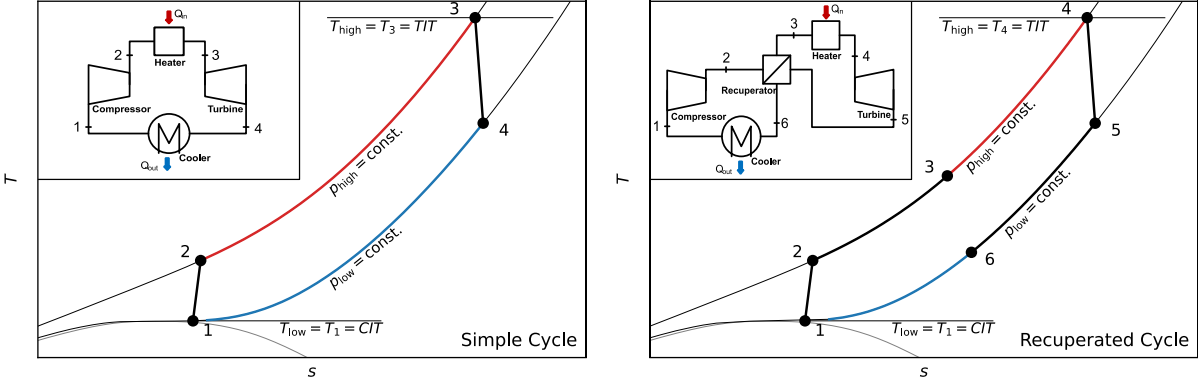 Q_in
2
3
Heater
Compressor
Turbine
1
4
Cooler
Q_out
3
T_high = T_3 = TIT
4
p_high = const.
2
p_low = const.
1
T_low = T_1 = CIT
Simple Cycle
T
s
Q_in
3
Heater
2
4
Recuperator
Compressor
Turbine
1
6
5
Cooler
Q_out
4
T_high = T_4 = TIT
5
p_high = const.
3
p_low = const.
2
6
1
T_low = T_1 = CIT
Recuperated Cycle
T
s